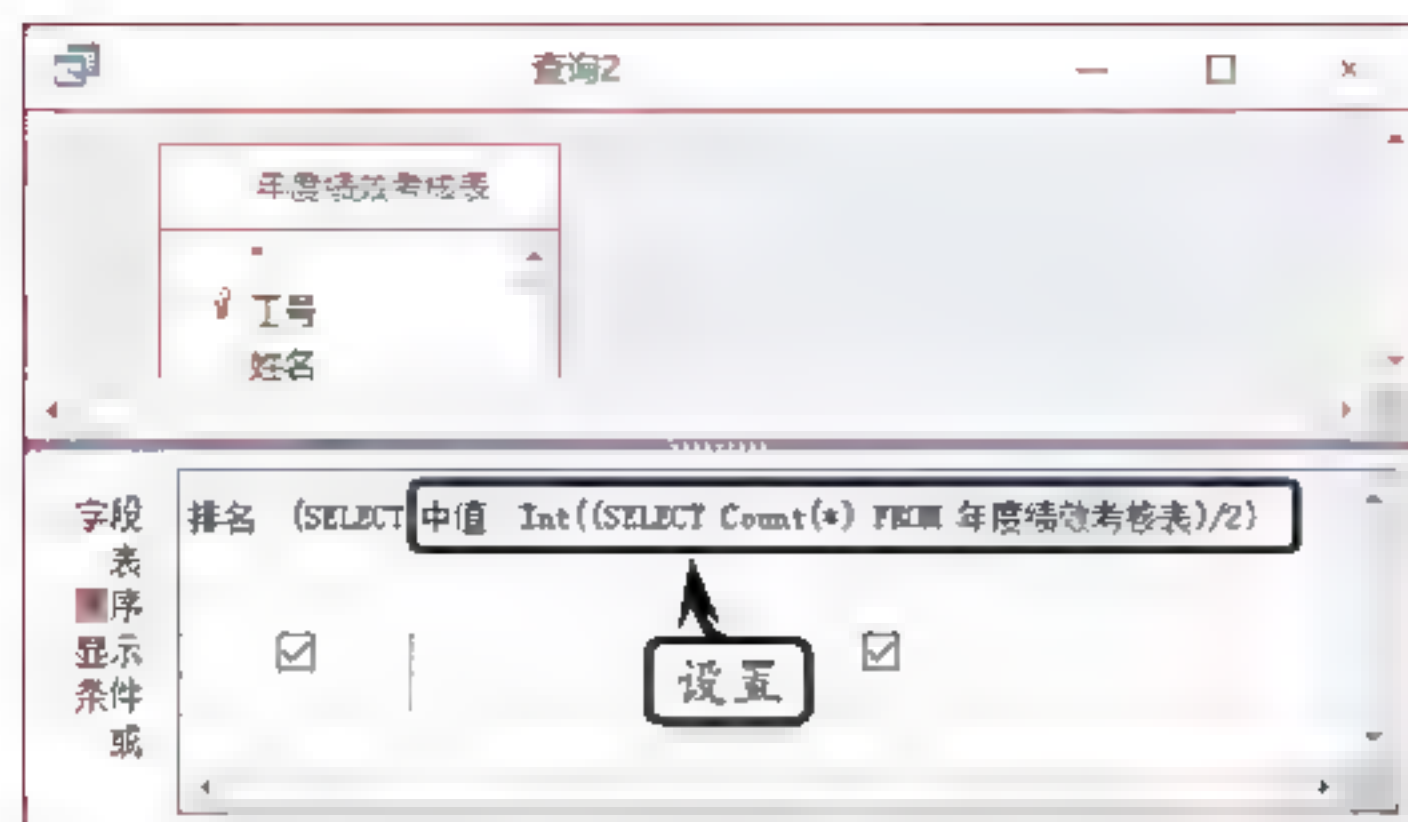 查询2
年度绩效考核表
*
工号
姓名
字段 排名 (SELECT 中值 Int((SELECT Count(*) FROM 年度绩效考核表)/2)
表
序
显示
条件
或
设置